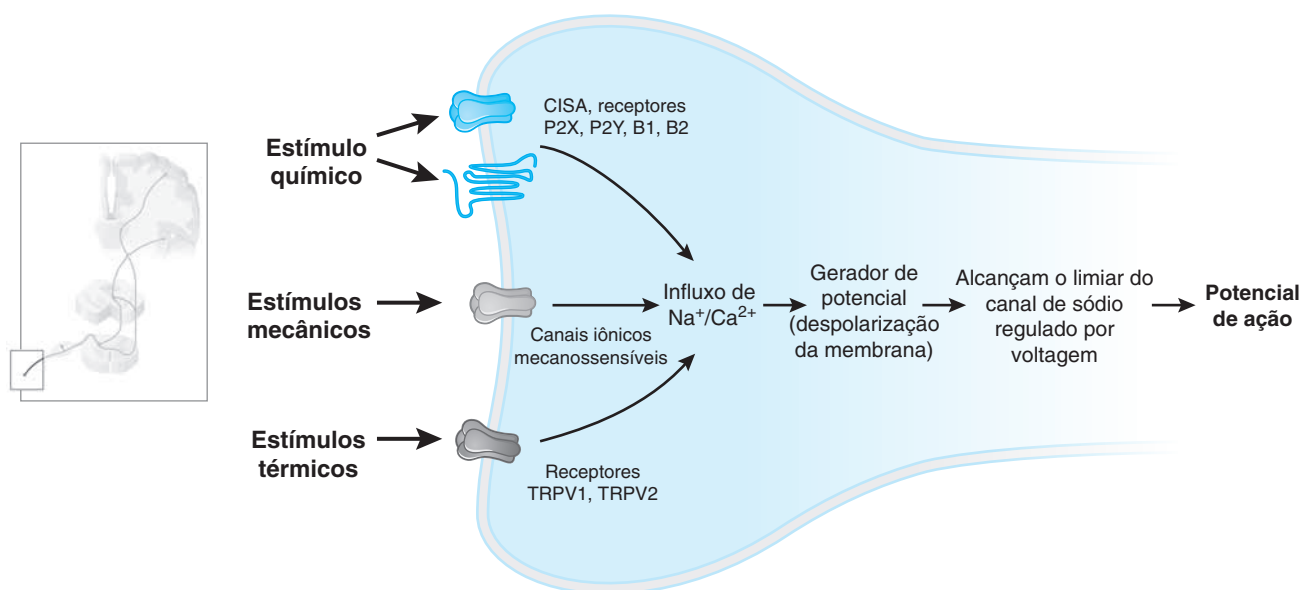 CISA, receptores
P2X, P2Y, B1, B2
Estímulo
químico
Estímulos
mecânicos
Canais iônicos
mecanossensíveis
Influxo de
Na⁺/Ca²⁺
Gerador de
potencial
(despolarização
da membrana)
Alcançam o limiar do
canal de sódio
regulado por
voltagem
Potencial
de ação
Estímulos
térmicos
Receptores
TRPV1, TRPV2